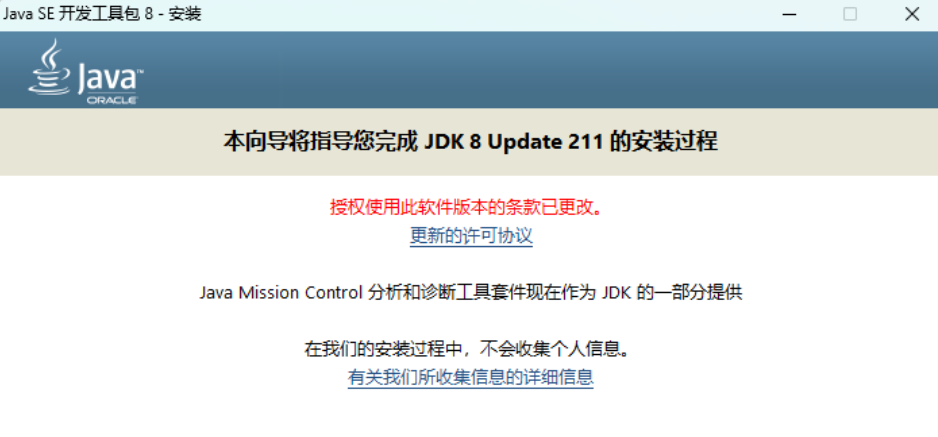 Java SE 开发工具包 8 - 安装
Java™
ORACLE
本向导将指导您完成 JDK 8 Update 211 的安装过程
授权使用此软件版本的条款已更改。
更新的许可协议
Java Mission Control 分析和诊断工具套件现在作为 JDK 的一部分提供
在我们的安装过程中，不会收集个人信息。
有关我们所收集信息的详细信息